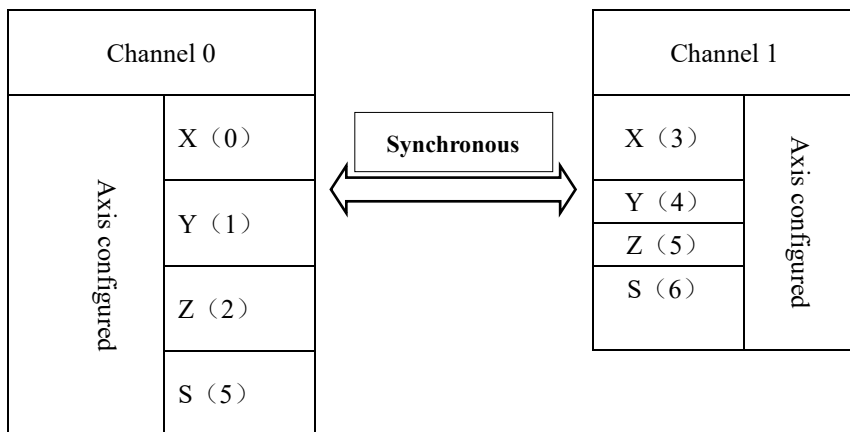 Channel 0
Axis configured
X（0）
Y（1）
Z（2）
S（5）
Synchronous
Channel 1
X（3）
Y（4）
Z（5）
S（6）
Axis configured